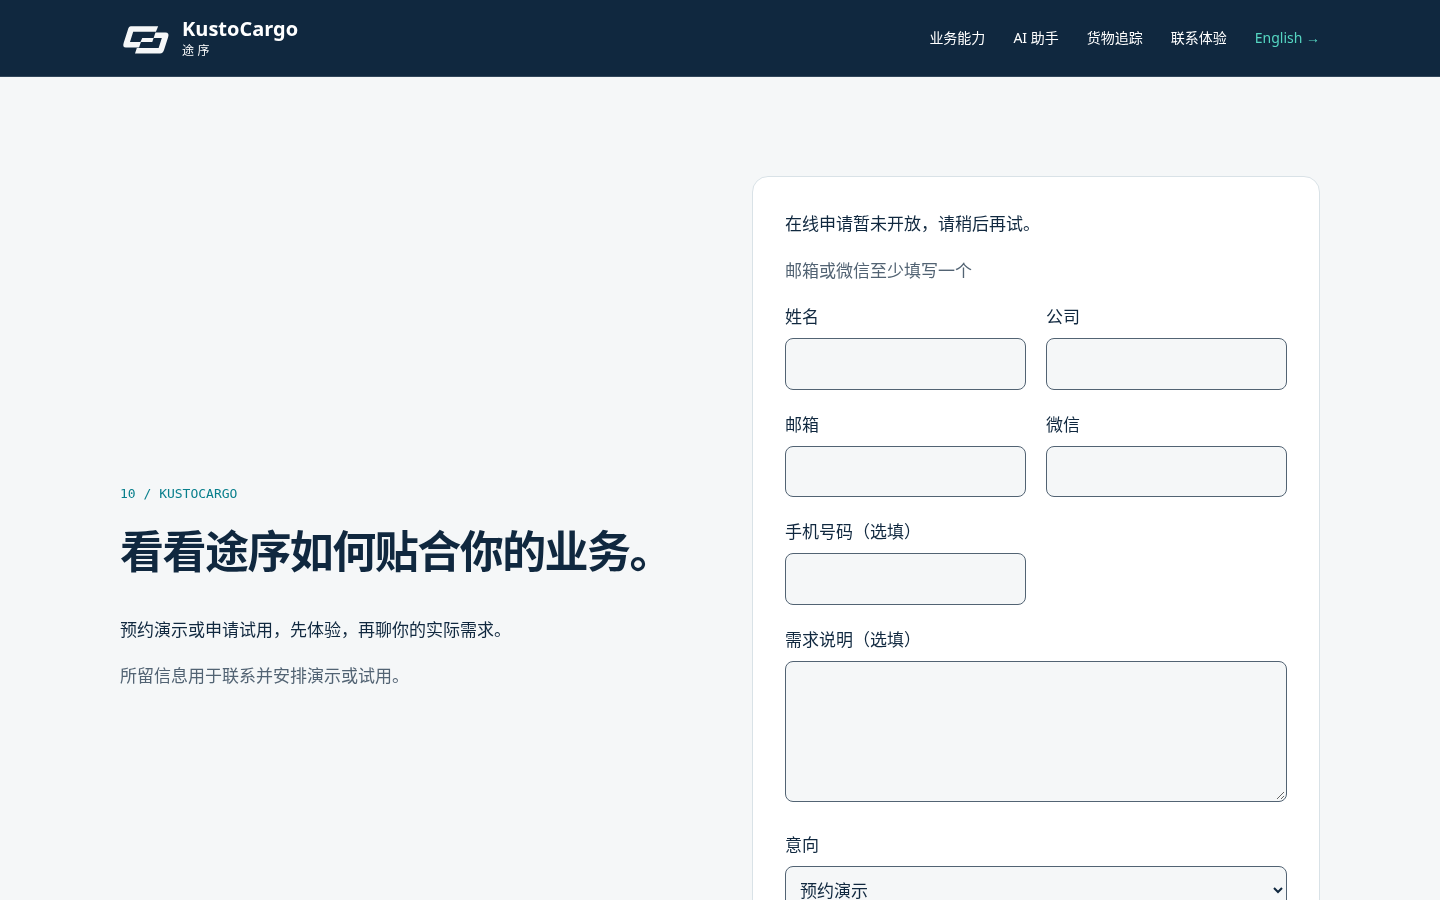 KustoCargo
途序
业务能力
AI 助手
货物追踪
联系体验
English →
10 / KUSTOCARGO
看看途序如何贴合你的业务。
预约演示或申请试用，先体验，再聊你的实际需求。
所留信息用于联系并安排演示或试用。
在线申请暂未开放，请稍后再试。
邮箱或微信至少填写一个
姓名
公司
邮箱
微信
手机号码（选填）
需求说明（选填）
意向
预约演示